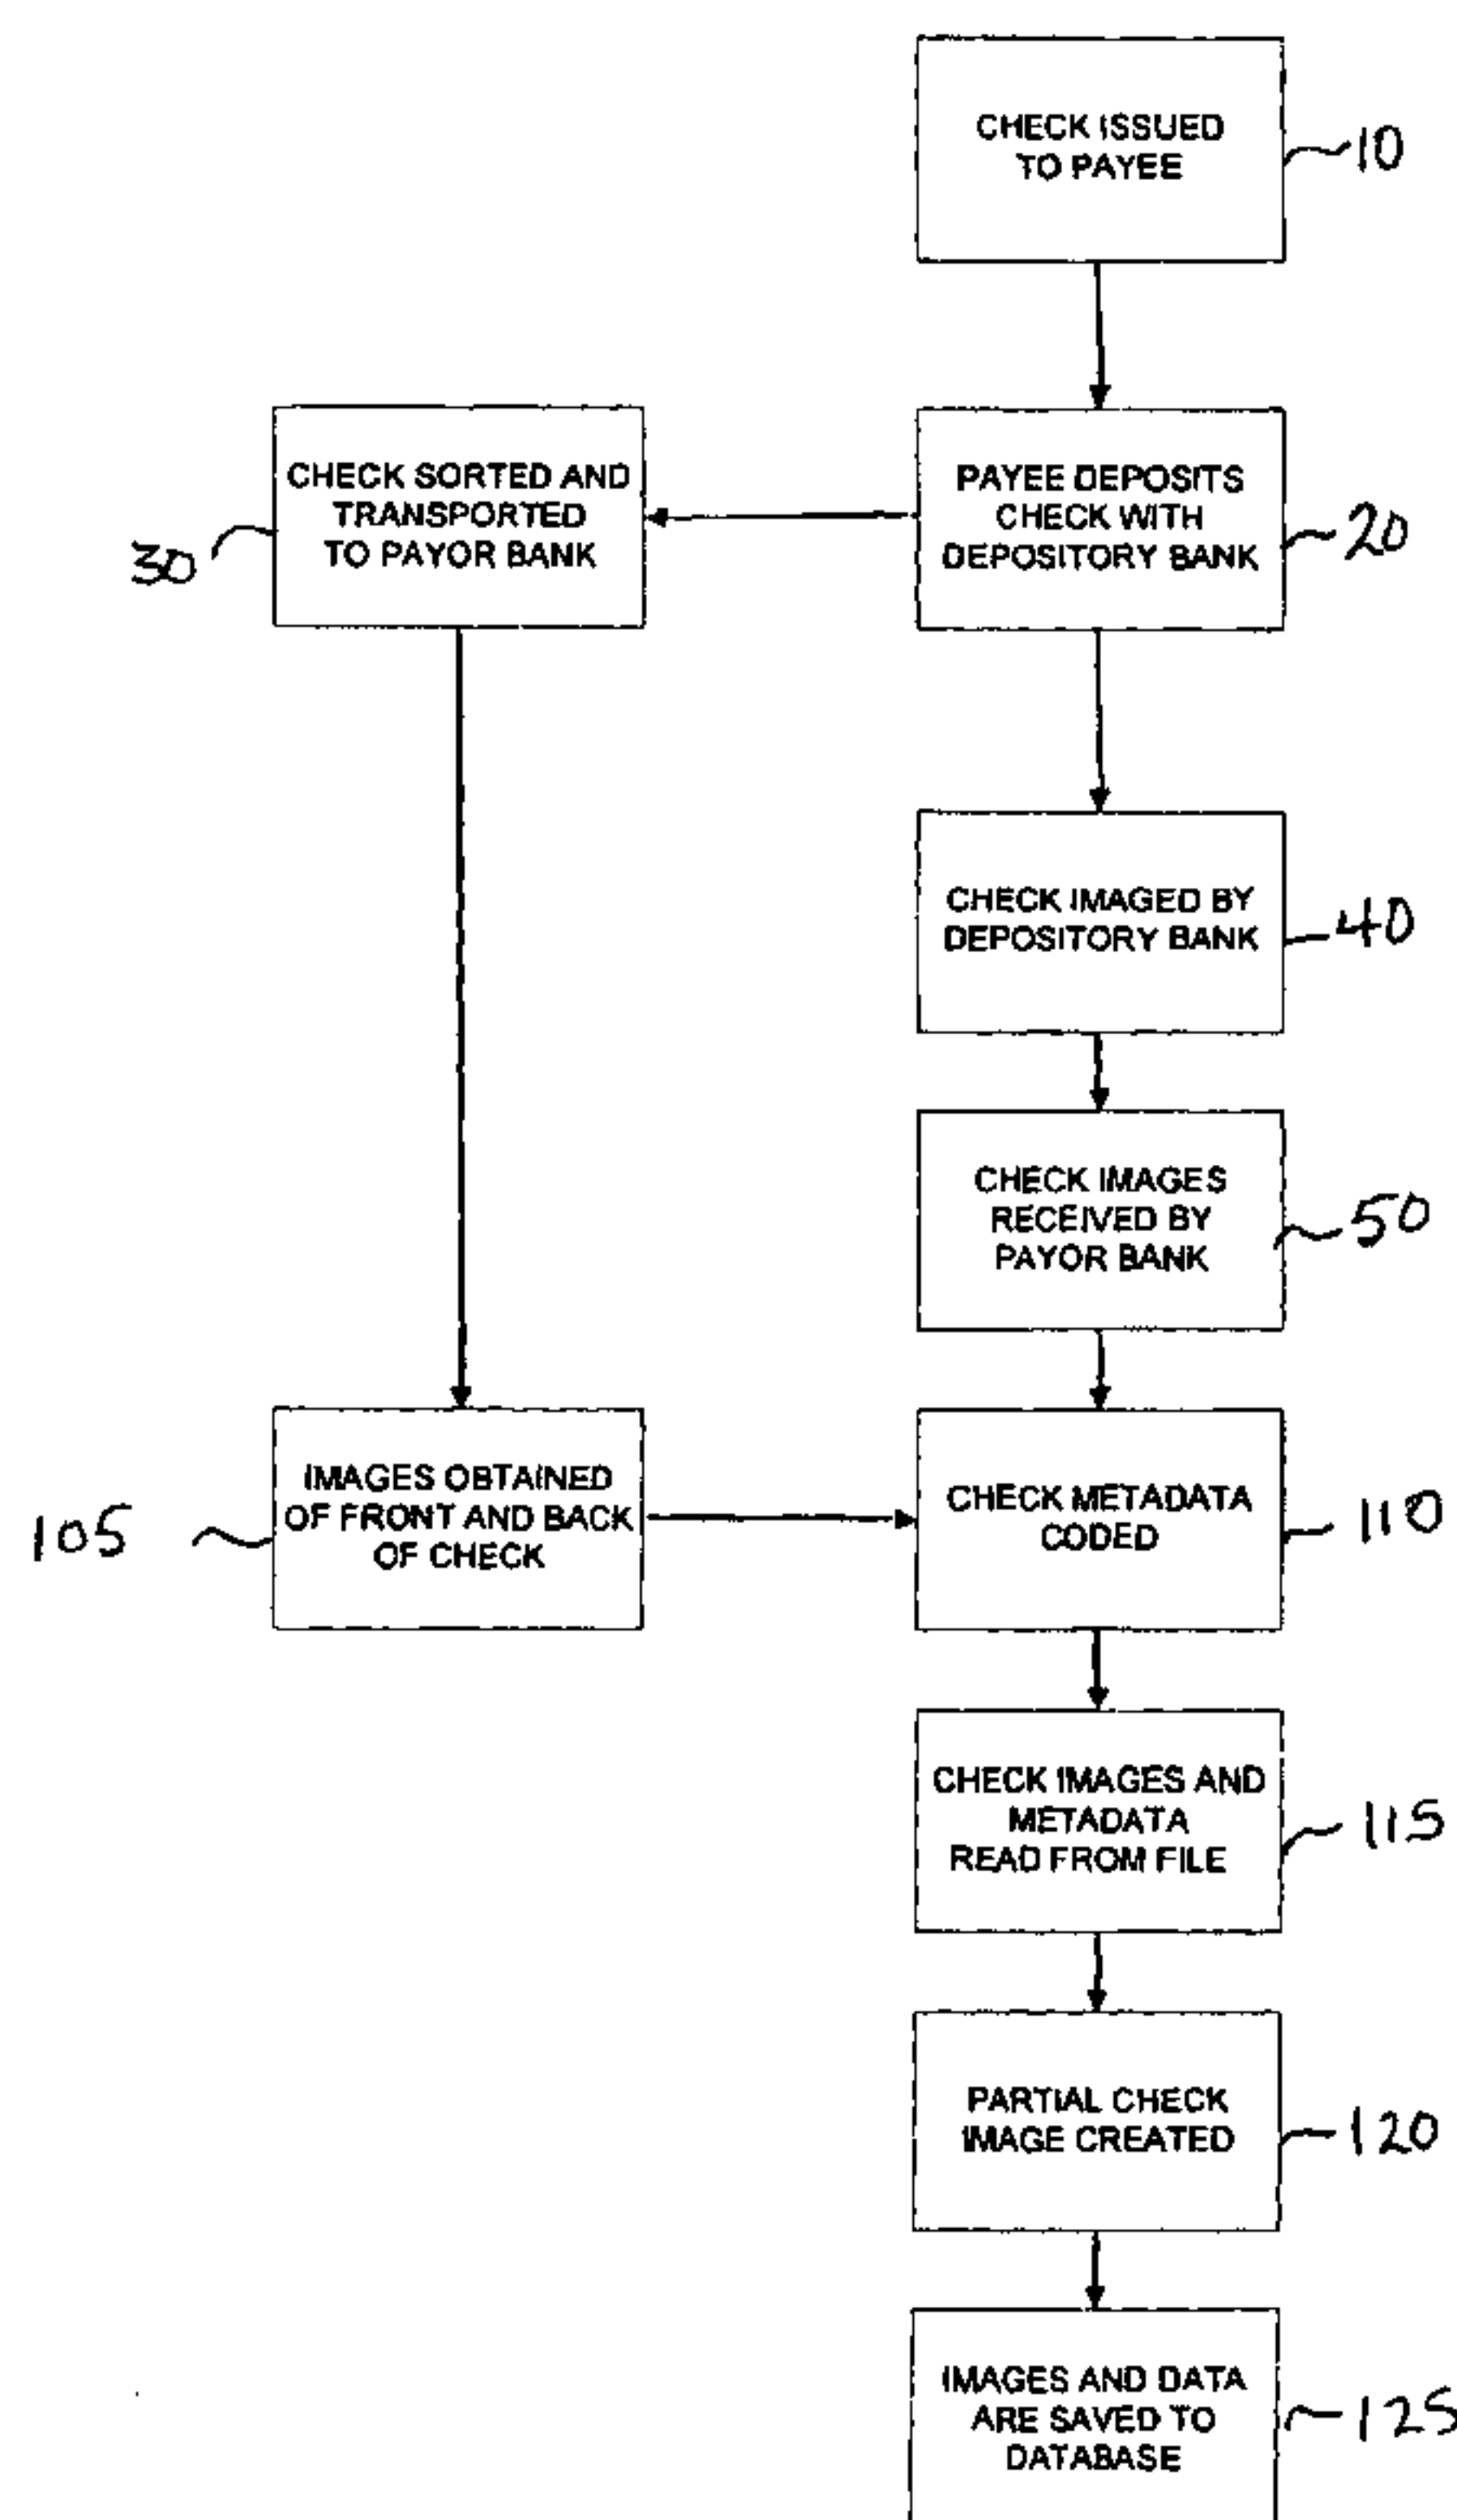 CHECK ISSUED
TO PAYEE
10
CHECK SORTED AND
TRANSPORTED
TO PAYOR BANK
30
PAYEE DEPOSITS
CHECK WITH
DEPOSITORY BANK
20
CHECK IMAGED BY
DEPOSITORY BANK
40
CHECK IMAGES
RECEIVED BY
PAYOR BANK
50
IMAGES OBTAINED
OF FRONT AND BACK
OF CHECK
105
CHECK METADATA
CODED
110
CHECK IMAGES AND
METADATA
READ FROM FILE
115
PARTIAL CHECK
IMAGE CREATED
120
IMAGES AND DATA
ARE SAVED TO
DATABASE
125